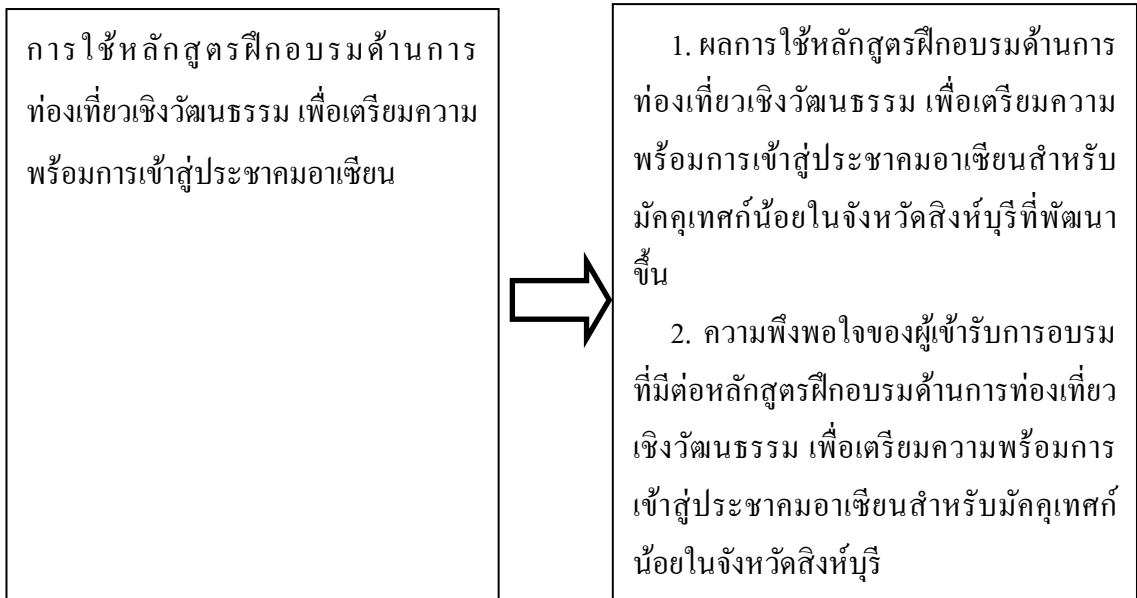 การใช้หลักสูตรฝึกอบรมด้านการ
ท่องเที่ยวเชิงวัฒนธรรม เพื่อเตรียมความ
พร้อมการเข้าสู่ประชาคมอาเซียน
1. ผลการใช้หลักสูตรฝึกอบรมด้านการ
ท่องเที่ยวเชิงวัฒนธรรม เพื่อเตรียมความ
พร้อมการเข้าสู่ประชาคมอาเซียนสำหรับ
มัคคุเทศก์น้อยในจังหวัดสิงห์บุรีที่พัฒนา
ขึ้น
2. ความพึงพอใจของผู้เข้ารับการอบรม
ที่มีต่อหลักสูตรฝึกอบรมด้านการท่องเที่ยว
เชิงวัฒนธรรม เพื่อเตรียมความพร้อมการ
เข้าสู่ประชาคมอาเซียนสำหรับมัคคุเทศก์
น้อยในจังหวัดสิงห์บุรี